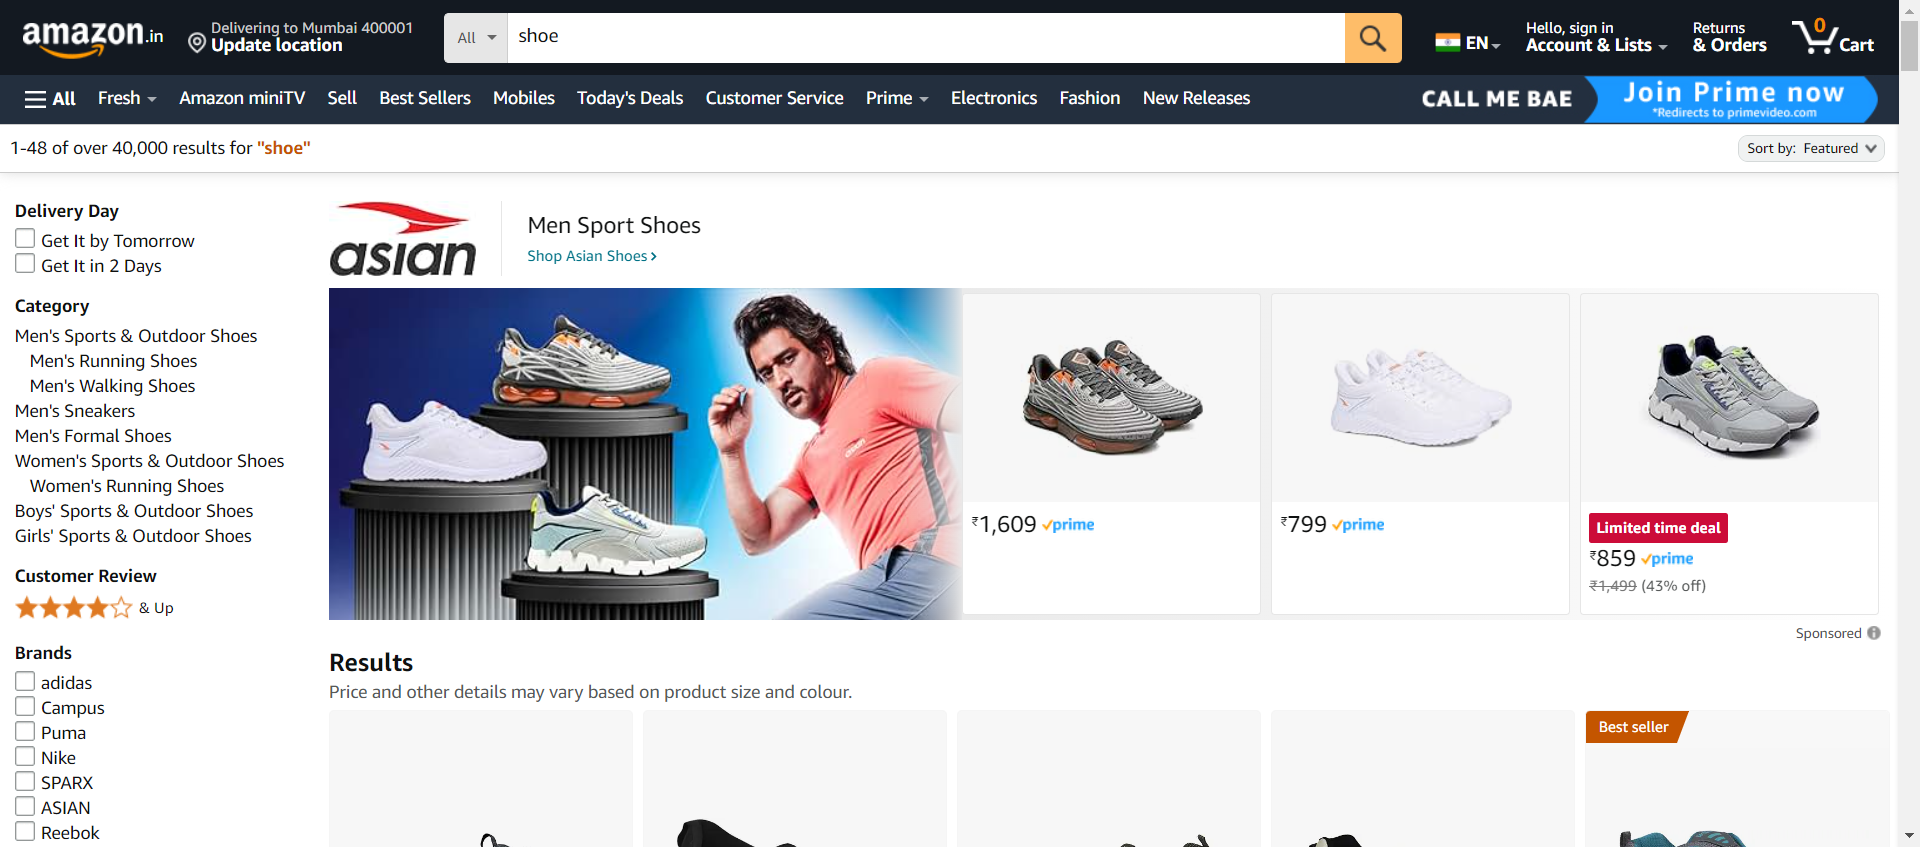 amazon.in
Delivering to Mumbai 400001
Update location
All
shoe
EN
Hello, sign in
Account & Lists
Returns
& Orders
0
Cart
All
Fresh
Amazon miniTV
Sell
Best Sellers
Mobiles
Today's Deals
Customer Service
Prime
Electronics
Fashion
New Releases
CALL ME BAE
Join Prime now
*Redirects to primevideo.com
1-48 of over 40,000 results for "shoe"
Sort by: Featured
Delivery Day
Get It by Tomorrow
Get It in 2 Days
Category
Men's Sports & Outdoor Shoes
Men's Running Shoes
Men's Walking Shoes
Men's Sneakers
Men's Formal Shoes
Women's Sports & Outdoor Shoes
Women's Running Shoes
Boys' Sports & Outdoor Shoes
Girls' Sports & Outdoor Shoes
Customer Review
& Up
Brands
adidas
Campus
Puma
Nike
SPARX
ASIAN
Reebok
asian
Men Sport Shoes
Shop Asian Shoes ›
asian
₹1,609 prime
₹799 prime
Limited time deal
₹859 prime
₹1,499 (43% off)
Sponsored
Results
Price and other details may vary based on product size and colour.
Best seller